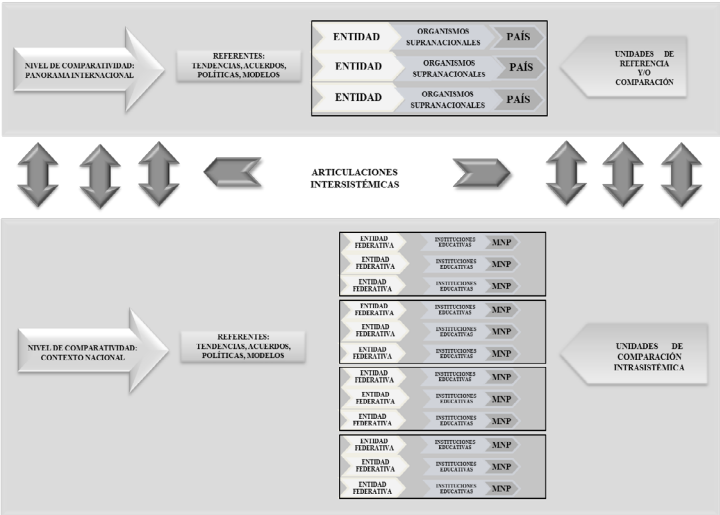 NIVEL DE COMPARATIVIDAD:
PANORAMA INTERNACIONAL
REFERENTES:
TENDENCIAS, ACUERDOS,
POLÍTICAS, MODELOS
ENTIDAD
ORGANISMOS
SUPRANACIONALES
PAÍS
ENTIDAD
ORGANISMOS
SUPRANACIONALES
PAÍS
ENTIDAD
ORGANISMOS
SUPRANACIONALES
PAÍS
UNIDADES DE
REFERENCIA
Y/O
COMPARACIÓN
ARTICULACIONES
INTERSISTÉMICAS
NIVEL DE COMPARATIVIDAD:
CONTEXTO NACIONAL
REFERENTES:
TENDENCIAS, ACUERDOS,
POLÍTICAS, MODELOS
ENTIDAD
FEDERATIVA
INSTITUCIONES
EDUCATIVAS
MNP
ENTIDAD
FEDERATIVA
INSTITUCIONES
EDUCATIVAS
MNP
ENTIDAD
FEDERATIVA
INSTITUCIONES
EDUCATIVAS
MNP
ENTIDAD
FEDERATIVA
INSTITUCIONES
EDUCATIVAS
MNP
ENTIDAD
FEDERATIVA
INSTITUCIONES
EDUCATIVAS
MNP
ENTIDAD
FEDERATIVA
INSTITUCIONES
EDUCATIVAS
MNP
ENTIDAD
FEDERATIVA
INSTITUCIONES
EDUCATIVAS
MNP
ENTIDAD
FEDERATIVA
INSTITUCIONES
EDUCATIVAS
MNP
ENTIDAD
FEDERATIVA
INSTITUCIONES
EDUCATIVAS
MNP
ENTIDAD
FEDERATIVA
INSTITUCIONES
EDUCATIVAS
MNP
ENTIDAD
FEDERATIVA
INSTITUCIONES
EDUCATIVAS
MNP
ENTIDAD
FEDERATIVA
INSTITUCIONES
EDUCATIVAS
MNP
UNIDADES DE
COMPARACIÓN
INTRASISTÉMICA